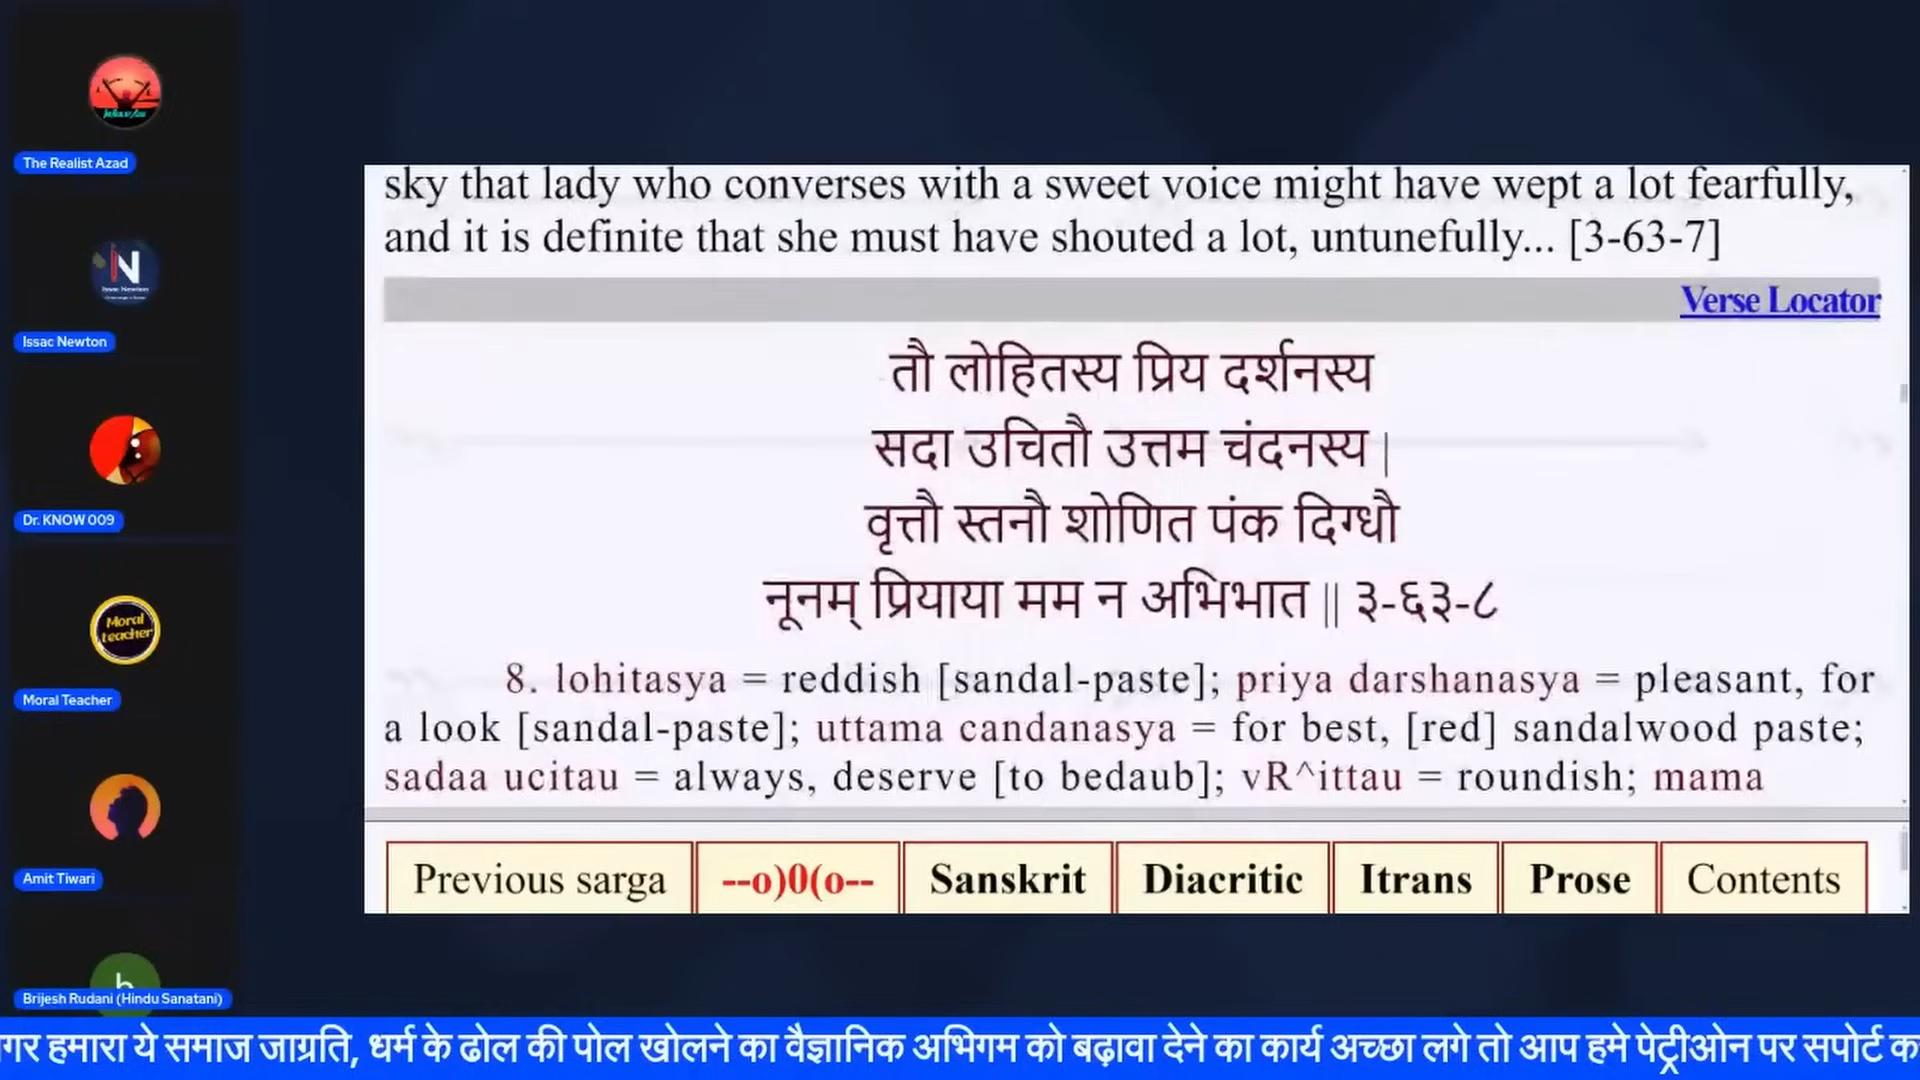 The Realist Azad
Issac Newton
Dr. KNOW 009
Moral
teacher
Moral Teacher
Amit Tiwari
Brijesh Rudani (Hindu Sanatani)
sky that lady who converses with a sweet voice might have wept a lot fearfully,
and it is definite that she must have shouted a lot, untunefully... [3-63-7]
Verse Locator
तौ लोहितस्य प्रिय दर्शनस्य
सदा उचितौ उत्तम चंदनस्य |
वृत्तौ स्तनौ शोणित पंक दिग्धौ
नूनम् प्रियाया मम न अभिभात || ३-६३-८
8. lohitasya = reddish [sandal-paste]; priya darshanasya = pleasant, for
a look [sandal-paste]; uttama candanasya = for best, [red] sandalwood paste;
sadaa ucitau = always, deserve [to bedaub]; vR^ittau = roundish; mama
Previous sarga --o)0(o-- Sanskrit Diacritic Itrans Prose Contents
गर हमारा ये समाज जाग्रति, धर्म के ढोल की पोल खोलने का वैज्ञानिक अभिगम को बढ़ावा देने का कार्य अच्छा लगे तो आप हमे पेट्रीओन पर सपोर्ट क